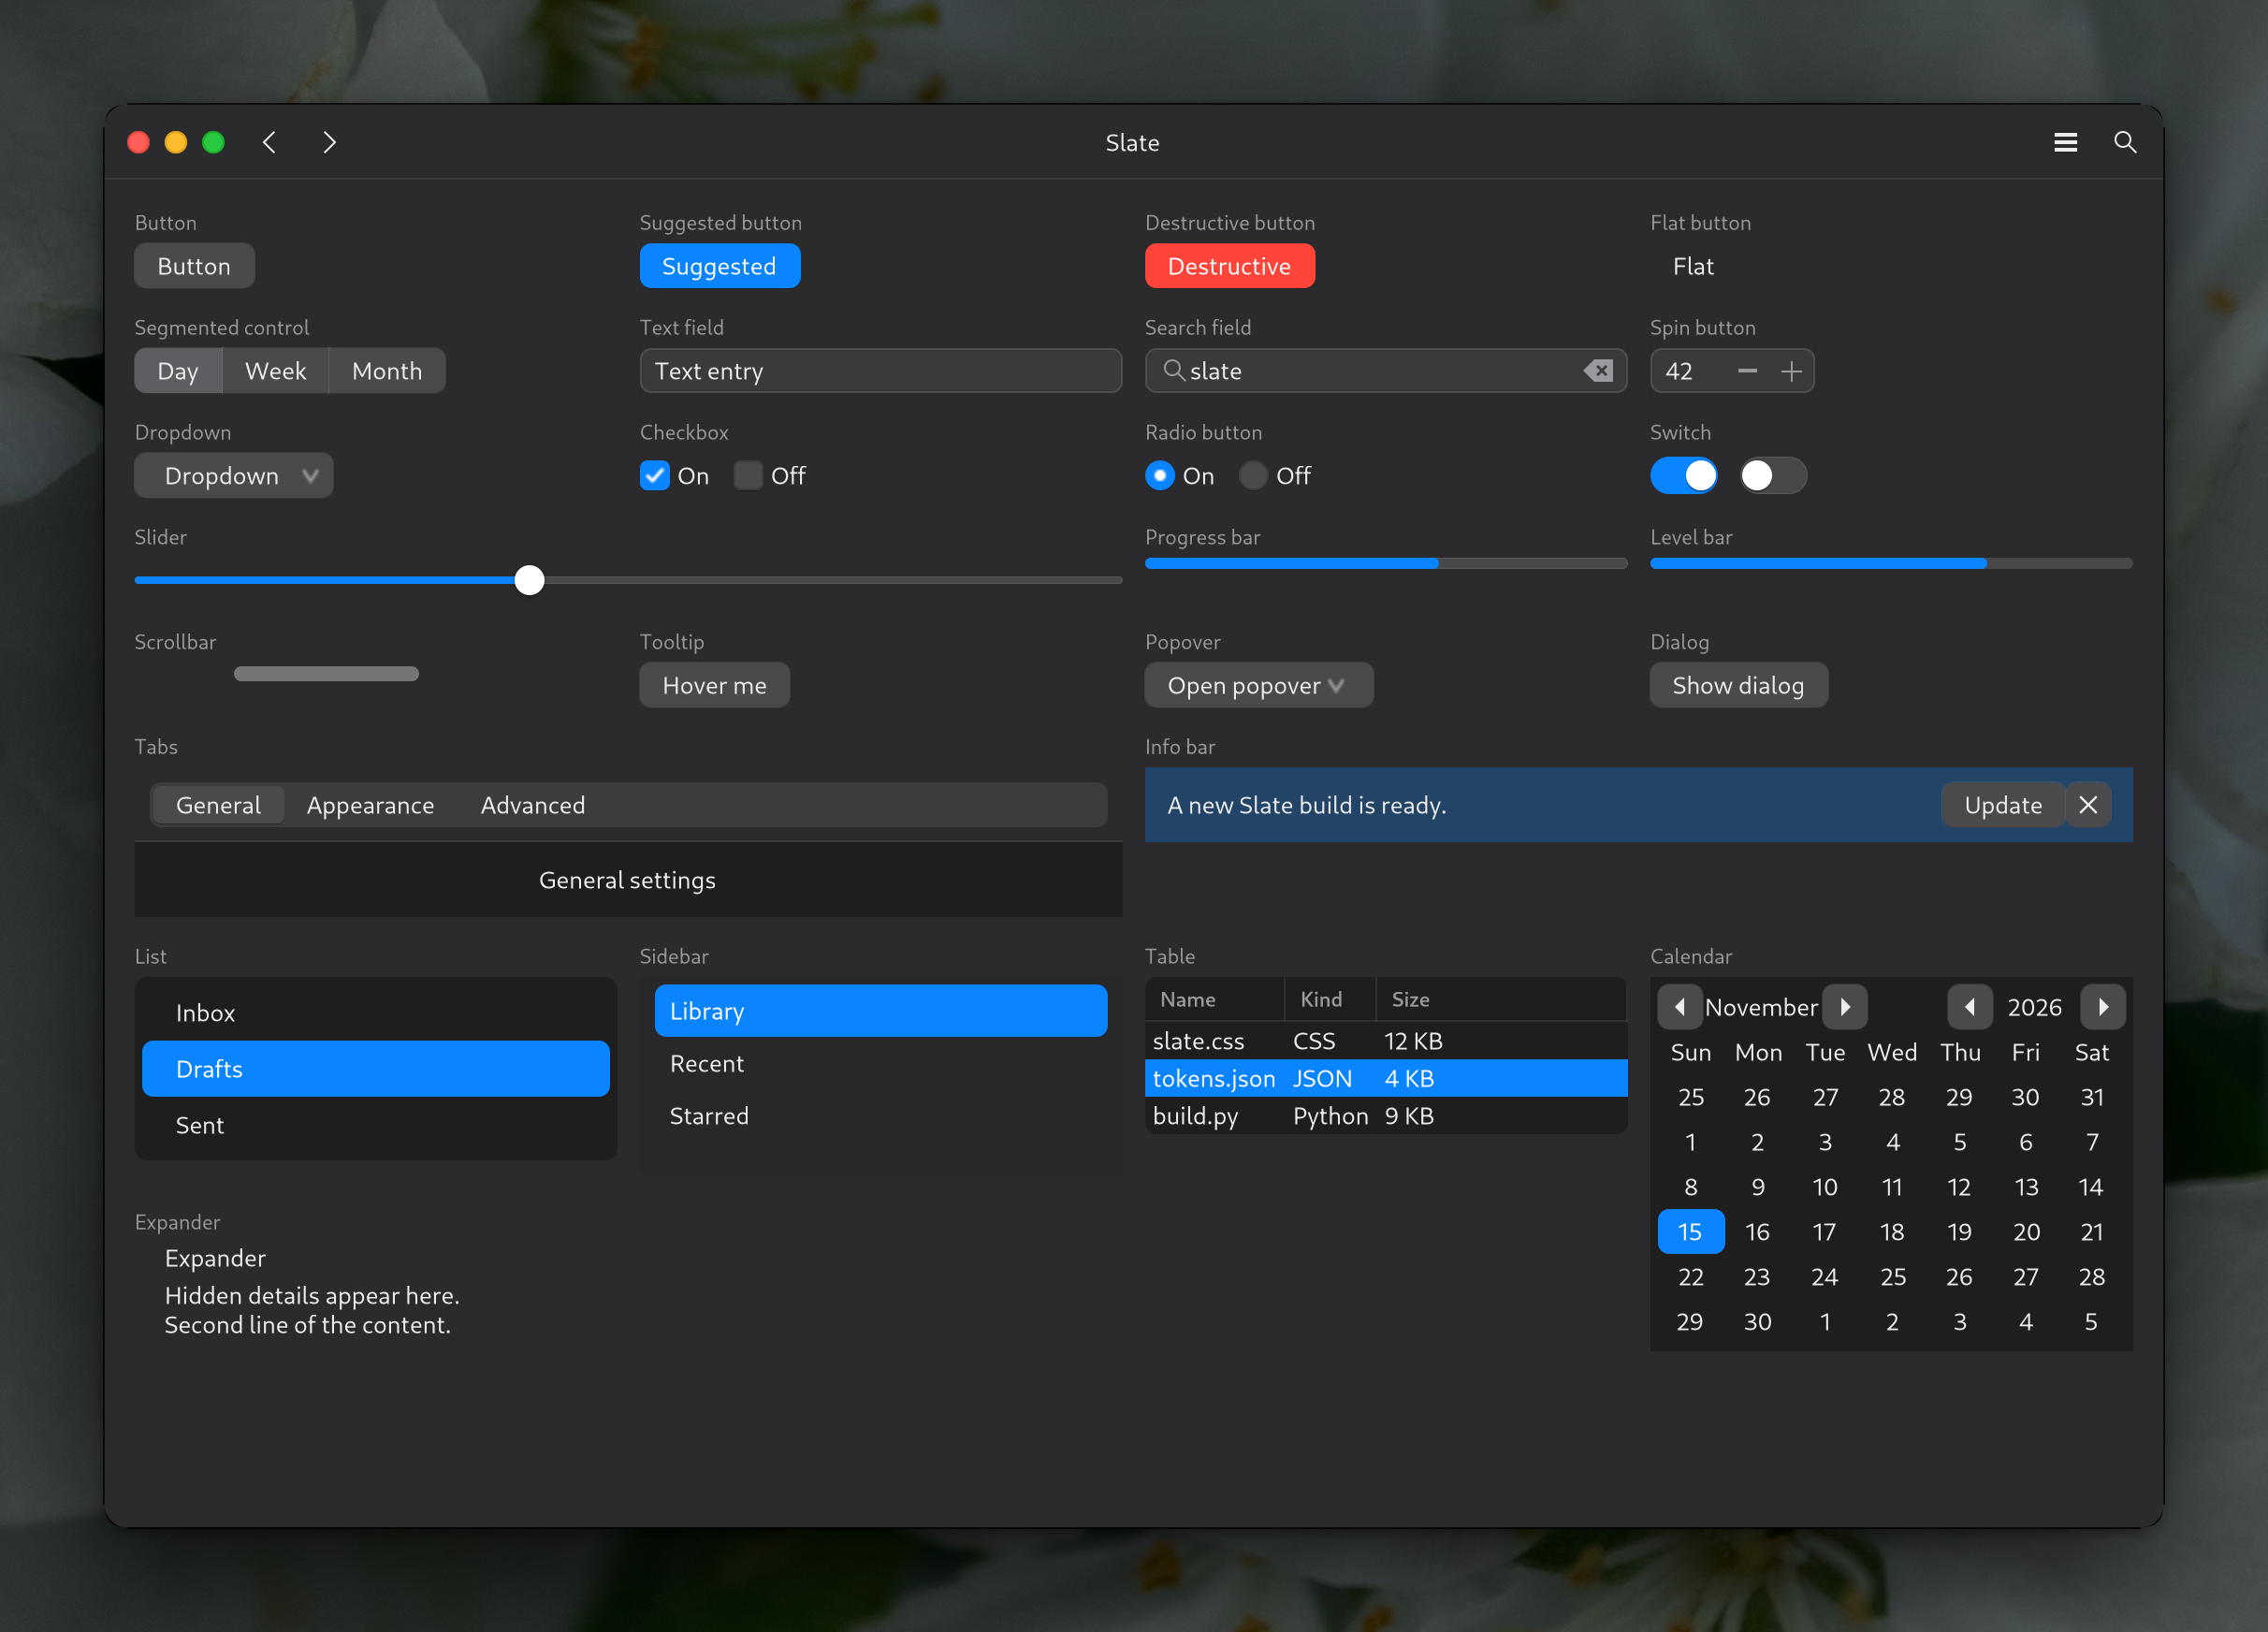 Slate
Button
Suggested button
Destructive button
Flat button
Button
Suggested
Destructive
Flat
Segmented control
Text field
Search field
Spin button
Day Week Month
Text entry
slate
42
Dropdown
Checkbox
Radio button
Switch
Dropdown
On Off
On Off
Slider
Progress bar
Level bar
Scrollbar
Tooltip
Popover
Dialog
Hover me
Open popover
Show dialog
Tabs
Info bar
General Appearance Advanced
A new Slate build is ready.
Update
General settings
List
Inbox
Drafts
Sent
Sidebar
Library
Recent
Starred
Table
Name Kind Size
slate.css CSS 12 KB
tokens.json JSON 4 KB
build.py Python 9 KB
Calendar
November 2026
Sun Mon Tue Wed Thu Fri Sat
25 26 27 28 29 30 31
1 2 3 4 5 6 7
8 9 10 11 12 13 14
15 16 17 18 19 20 21
22 23 24 25 26 27 28
29 30 1 2 3 4 5
Expander
Expander
Hidden details appear here.
Second line of the content.